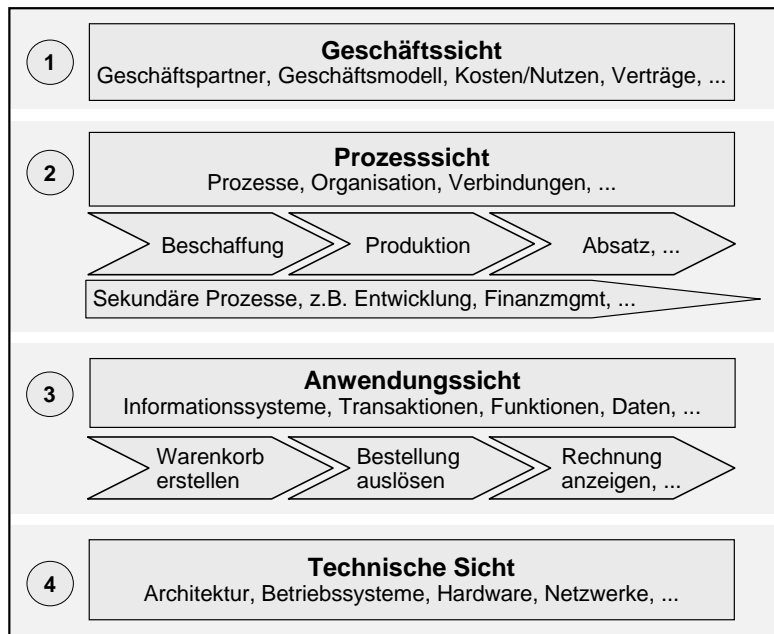 1
Geschäftssicht
Geschäftspartner, Geschäftsmodell, Kosten/Nutzen, Verträge, ...
2
Prozesssicht
Prozesse, Organisation, Verbindungen, ...
Beschaffung Produktion Absatz, ...
Sekundäre Prozesse, z.B. Entwicklung, Finanzmgmt, ...
3
Anwendungssicht
Informationssysteme, Transaktionen, Funktionen, Daten, ...
Warenkorb
erstellen
Bestellung
auslösen
Rechnung
anzeigen, ...
4
Technische Sicht
Architektur, Betriebssysteme, Hardware, Netzwerke, ...